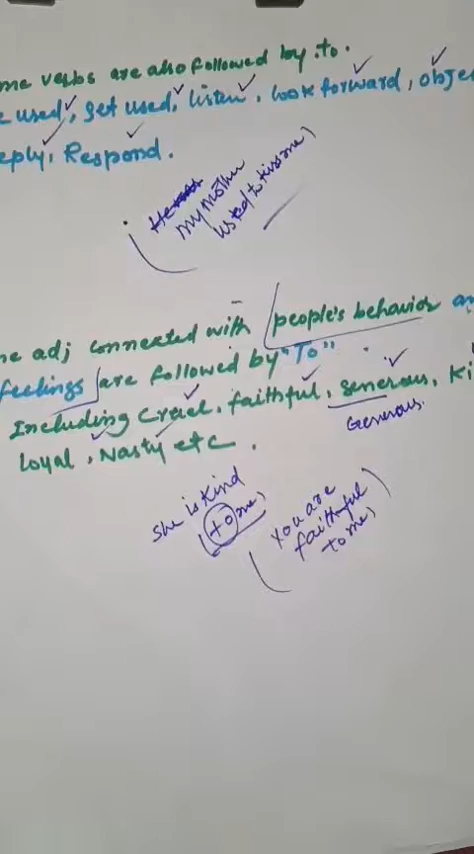 me verbs are also followed by to.
e used, get used, listen, look forward, obje
eply, Respond.
my mother
used to kiss me
ne adj connected with people's behavior an
feelings are followed by "To"
Including Cruel, faithful, generous, Ki
Generous.
Loyal, Nasty etc.
she is kind
to me,
You are
faithful
to me,